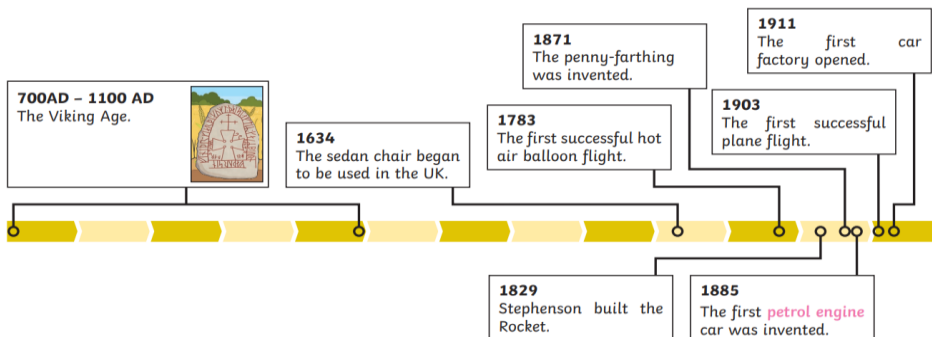 700AD – 1100 AD
The Viking Age.
1634
The sedan chair began
to be used in the UK.
1783
The first successful hot
air balloon flight.
1871
The penny-farthing
was invented.
1903
The first successful
plane flight.
1911
The first car
factory opened.
1829
Stephenson built the
Rocket.
1885
The first petrol engine
car was invented.